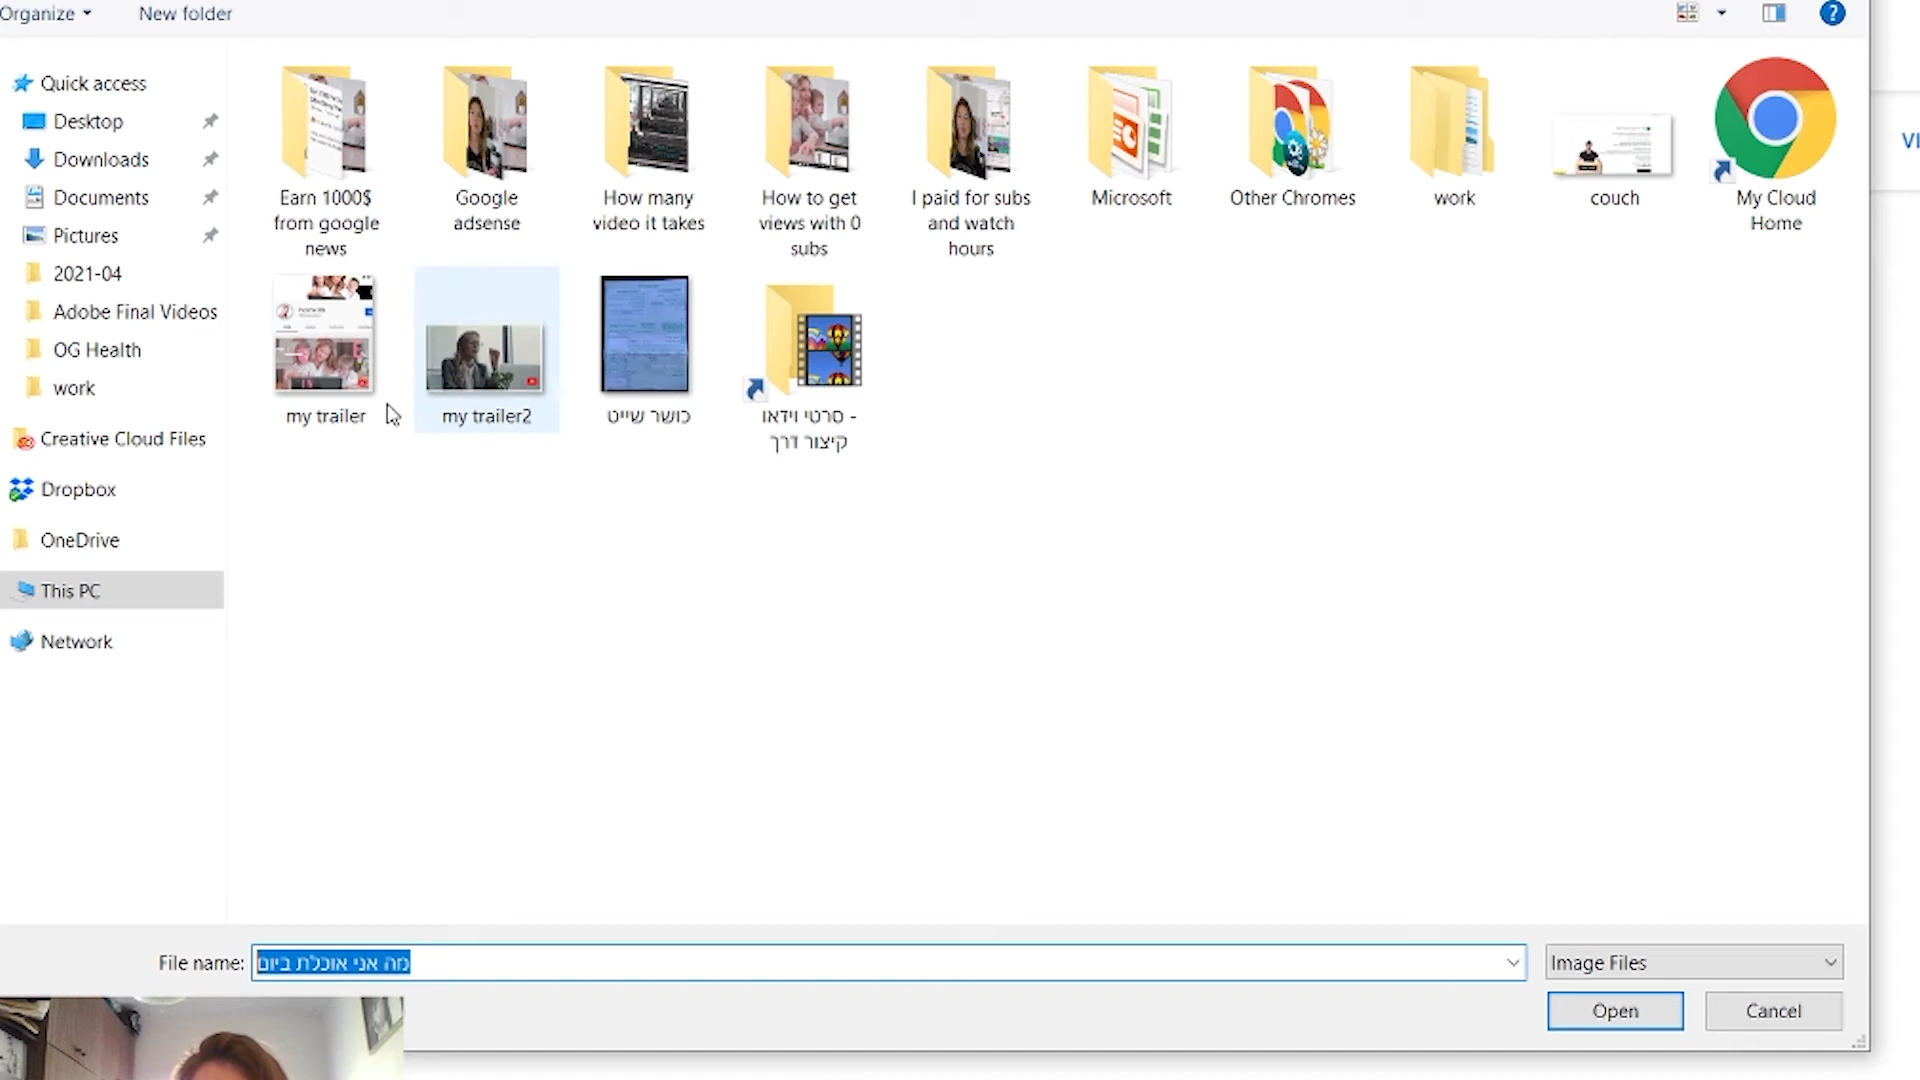 Organize
New folder
Quick access
Desktop
Downloads
Documents
Pictures
2021-04
Adobe Final Videos
OG Health
work
Creative Cloud Files
Dropbox
OneDrive
This PC
Network
Earn 1000$
from google
news
Google
adsense
How many
video it takes
How to get
views with 0
subs
I paid for subs
and watch
hours
Microsoft
Other Chromes
work
couch
My Cloud
Home
my trailer
my trailer2
כושר שייט
סרטי וידאו -
קיצור דרך
File name:
מה אני אוכלת ביום
Image Files
Open
Cancel